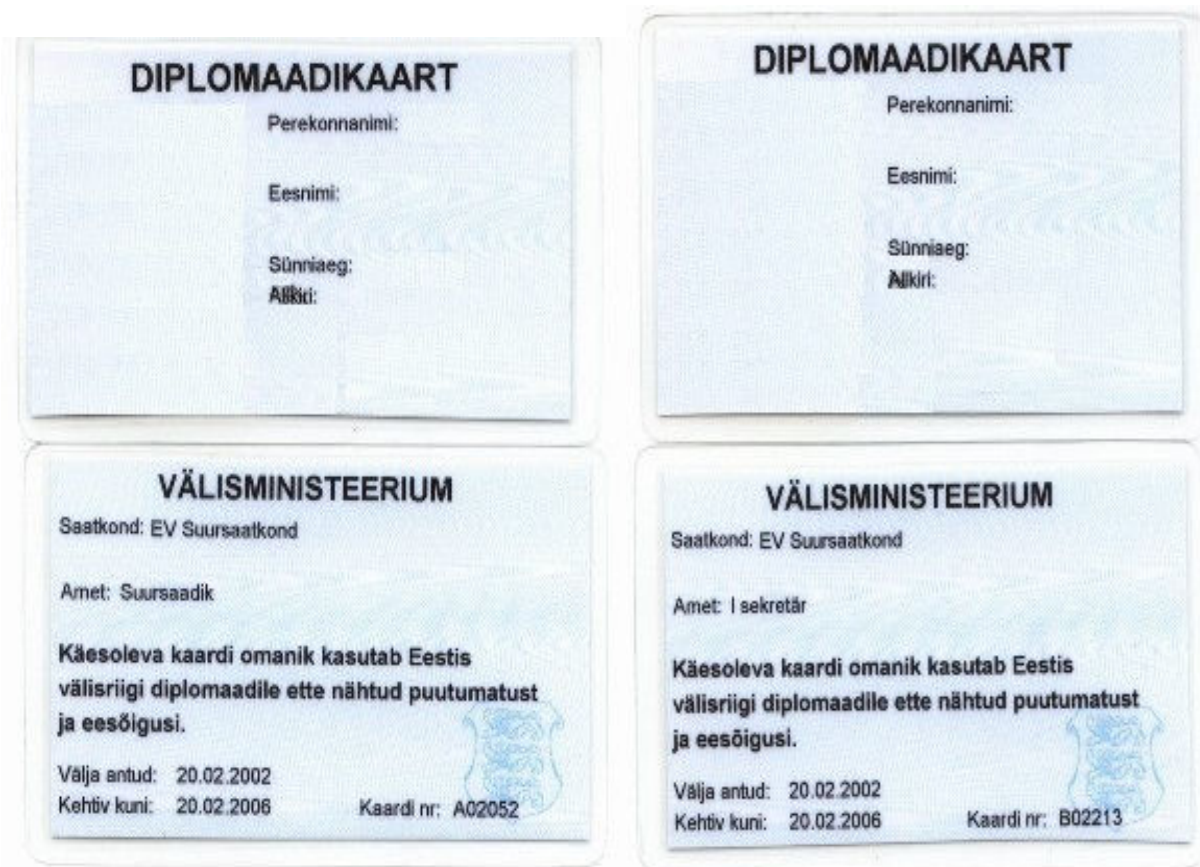 DIPLOMAADIKAART
Perekonnanimi:
Eesnimi:
Sünniaeg:
Allkiri:
DIPLOMAADIKAART
Perekonnanimi:
Eesnimi:
Sünniaeg:
Allkiri:
VÄLISMINISTEERIUM
Saatkond: EV Suursaatkond
Amet: Suursaadik
Käesoleva kaardi omanik kasutab Eestis
välisriigi diplomaadile ette nähtud puutumatust
ja eesõigusi.
Välja antud: 20.02.2002
Kehtiv kuni: 20.02.2006 Kaardi nr: A02052
VÄLISMINISTEERIUM
Saatkond: EV Suursaatkond
Amet: I sekretär
Käesoleva kaardi omanik kasutab Eestis
välisriigi diplomaadile ette nähtud puutumatust
ja eesõigusi.
Välja antud: 20.02.2002
Kehtiv kuni: 20.02.2006 Kaardi nr: B02213